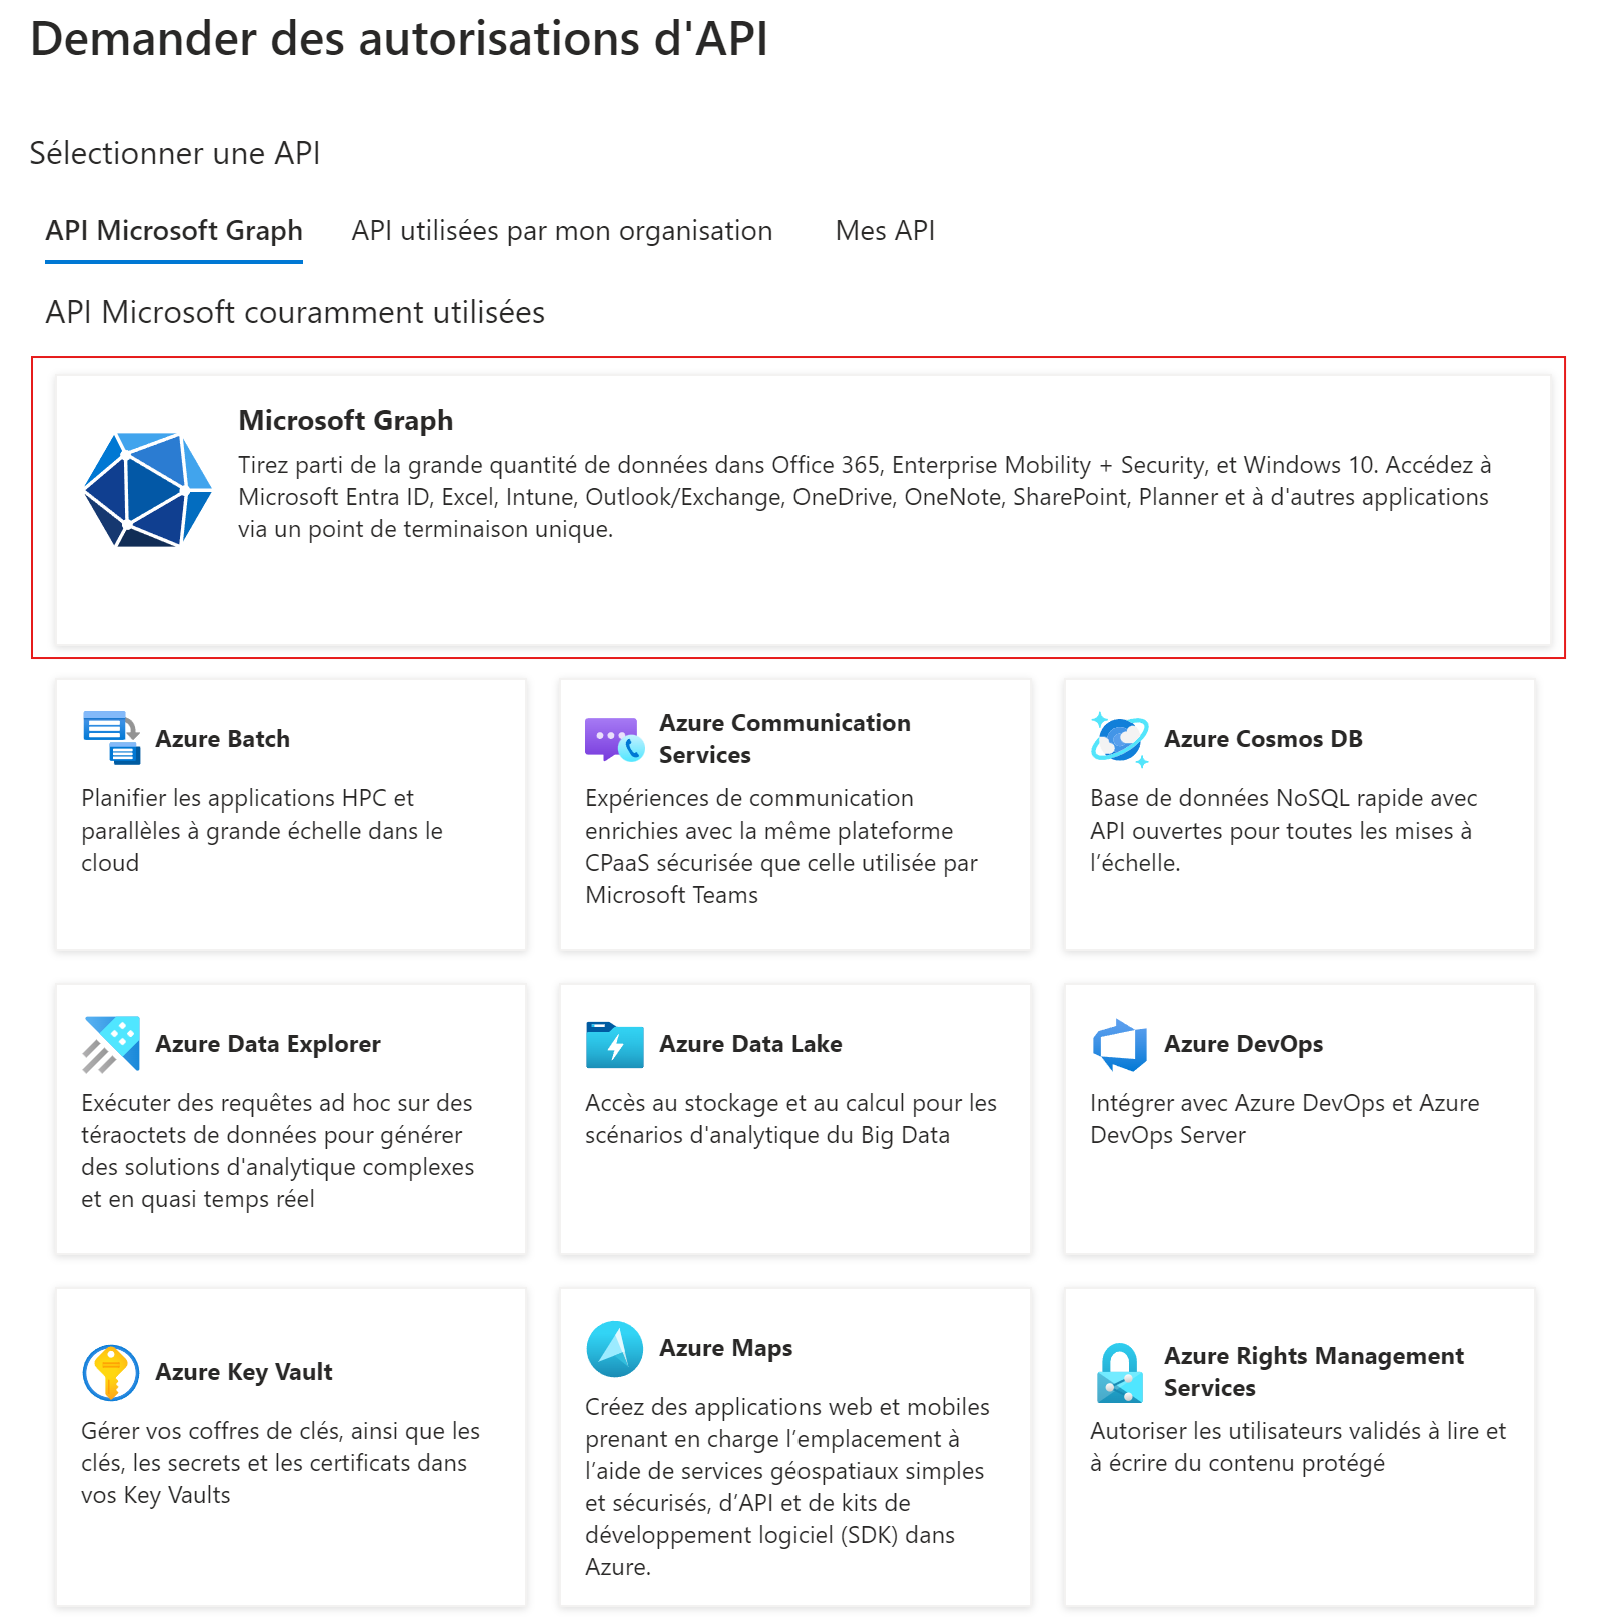 Demander des autorisations d'API
Sélectionner une API
API Microsoft Graph
API utilisées par mon organisation
Mes API
API Microsoft couramment utilisées
Microsoft Graph
Tirez parti de la grande quantité de données dans Office 365, Enterprise Mobility + Security, et Windows 10. Accédez à
Microsoft Entra ID, Excel, Intune, Outlook/Exchange, OneDrive, OneNote, SharePoint, Planner et à d'autres applications
via un point de terminaison unique.
Azure Batch
Planifier les applications HPC et
parallèles à grande échelle dans le
cloud
Azure Communication
Services
Expériences de communication
enrichies avec la même plateforme
CPaaS sécurisée que celle utilisée par
Microsoft Teams
Azure Cosmos DB
Base de données NoSQL rapide avec
API ouvertes pour toutes les mises à
l’échelle.
Azure Data Explorer
Exécuter des requêtes ad hoc sur des
téraoctets de données pour générer
des solutions d'analytique complexes
et en quasi temps réel
Azure Data Lake
Accès au stockage et au calcul pour les
scénarios d'analytique du Big Data
Azure DevOps
Intégrer avec Azure DevOps et Azure
DevOps Server
Azure Key Vault
Gérer vos coffres de clés, ainsi que les
clés, les secrets et les certificats dans
vos Key Vaults
Azure Maps
Créez des applications web et mobiles
prenant en charge l’emplacement à
l’aide de services géospatiaux simples
et sécurisés, d’API et de kits de
développement logiciel (SDK) dans
Azure.
Azure Rights Management
Services
Autoriser les utilisateurs validés à lire et
à écrire du contenu protégé